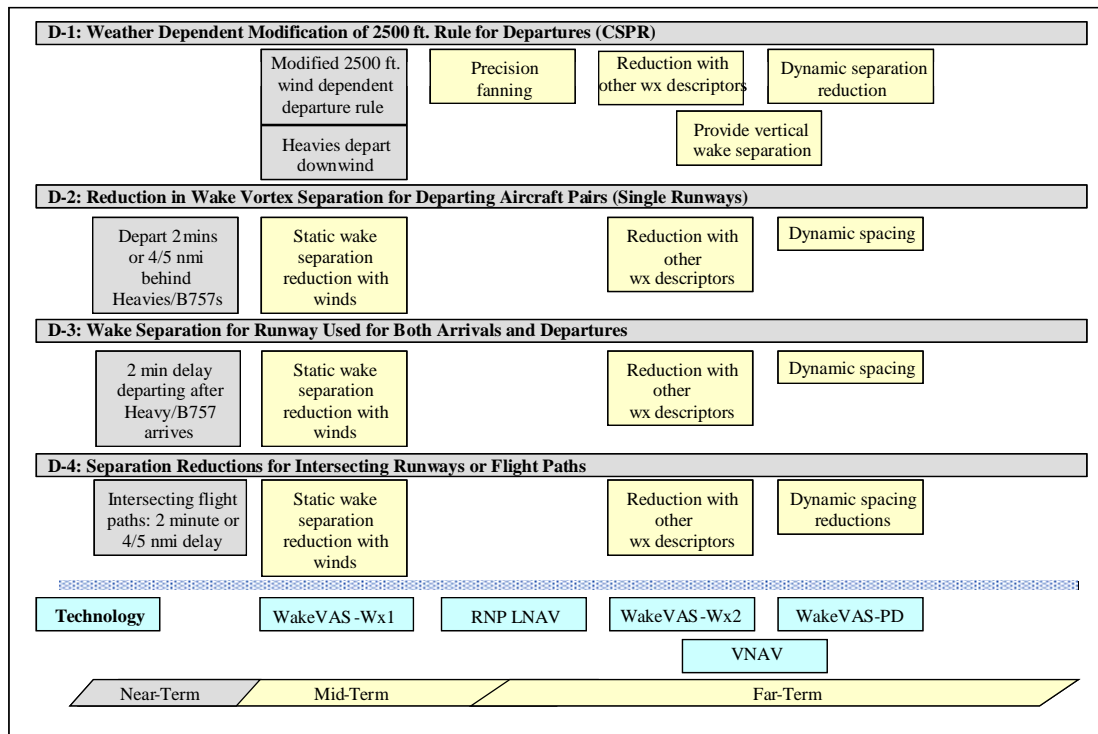 D-1: Weather Dependent Modification of 2500 ft. Rule for Departures (CSPR)
Modified 2500 ft.
wind dependent
departure rule
Heavies depart
downwind
Precision
fanning
Reduction with
other wx descriptors
Dynamic separation
reduction
Provide vertical
wake separation
D-2: Reduction in Wake Vortex Separation for Departing Aircraft Pairs (Single Runways)
Depart 2 mins
or 4/5 nmi
behind
Heavies/B757s
Static wake
separation
reduction with
winds
Reduction with
other
wx descriptors
Dynamic spacing
D-3: Wake Separation for Runway Used for Both Arrivals and Departures
2 min delay
departing after
Heavy/B757
arrives
Static wake
separation
reduction with
winds
Reduction with
other
wx descriptors
Dynamic spacing
D-4: Separation Reductions for Intersecting Runways or Flight Paths
Intersecting flight
paths: 2 minute or
4/5 nmi delay
Static wake
separation
reduction with
winds
Reduction with
other
wx descriptors
Dynamic spacing
reductions
Technology
WakeVAS-Wx1
RNP LNAV
WakeVAS-Wx2
WakeVAS-PD
VNAV
Near-Term
Mid-Term
Far-Term